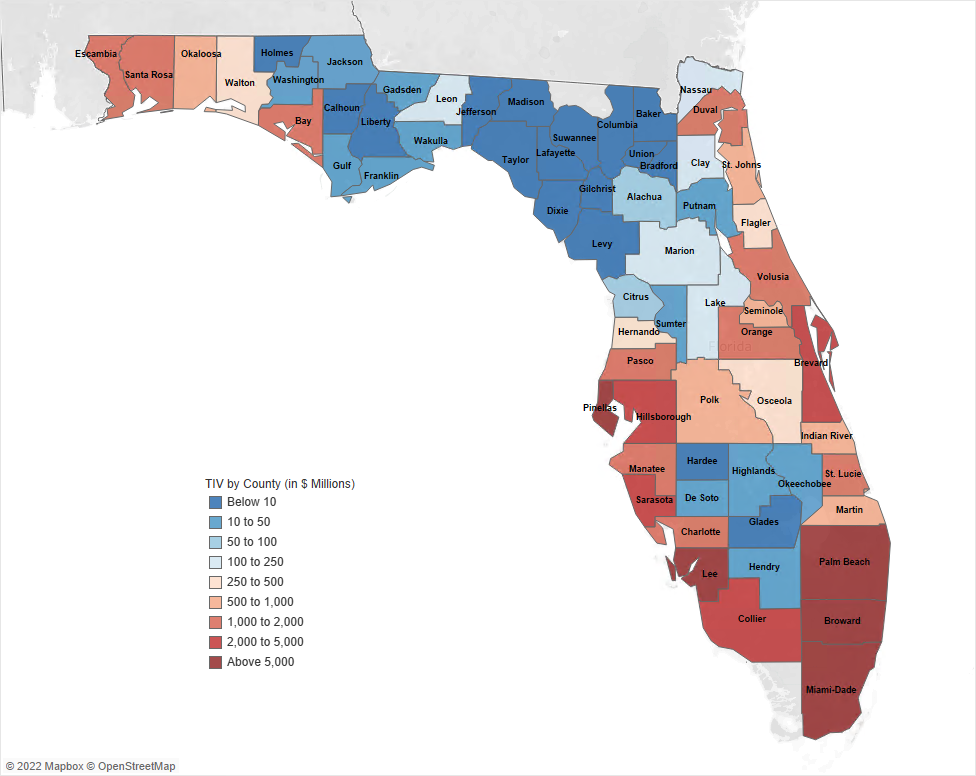 Escambia
Santa Rosa
Okaloosa
Walton
Holmes
Jackson
Washington
Bay
Calhoun
Liberty
Gulf
Franklin
Gadsden
Leon
Wakulla
Jefferson
Madison
Taylor
Lafayette
Suwannee
Columbia
Baker
Nassau
Duval
Union
Bradford
Clay
St. Johns
Gilchrist
Dixie
Alachua
Putnam
Flagler
Levy
Marion
Volusia
Citrus
Sumter
Lake
Seminole
Orange
Florida
Hernando
Pasco
Brevard
Pinellas
Hillsborough
Polk
Osceola
Indian River
Manatee
Hardee
Highlands
Okeechobee
St. Lucie
Sarasota
De Soto
Martin
Charlotte
Glades
Lee
Hendry
Palm Beach
Collier
Broward
Miami-Dade
TIV by County (in $ Millions)
Below 10
10 to 50
50 to 100
100 to 250
250 to 500
500 to 1,000
1,000 to 2,000
2,000 to 5,000
Above 5,000
© 2022 Mapbox © OpenStreetMap